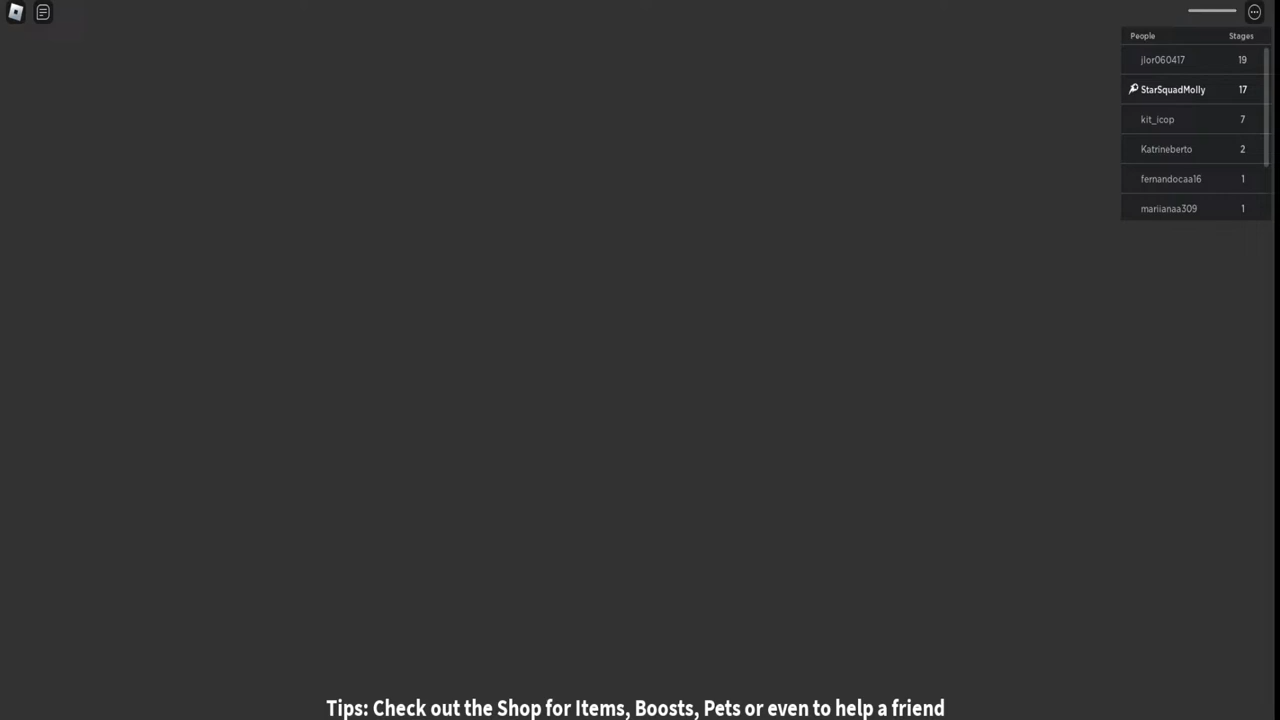 People Stages
jlor060417 19
StarSquadMolly 17
kit_icop 7
Katrineberto 2
fernandocaa16 1
mariianaa309 1
Tips: Check out the Shop for Items, Boosts, Pets or even to help a friend